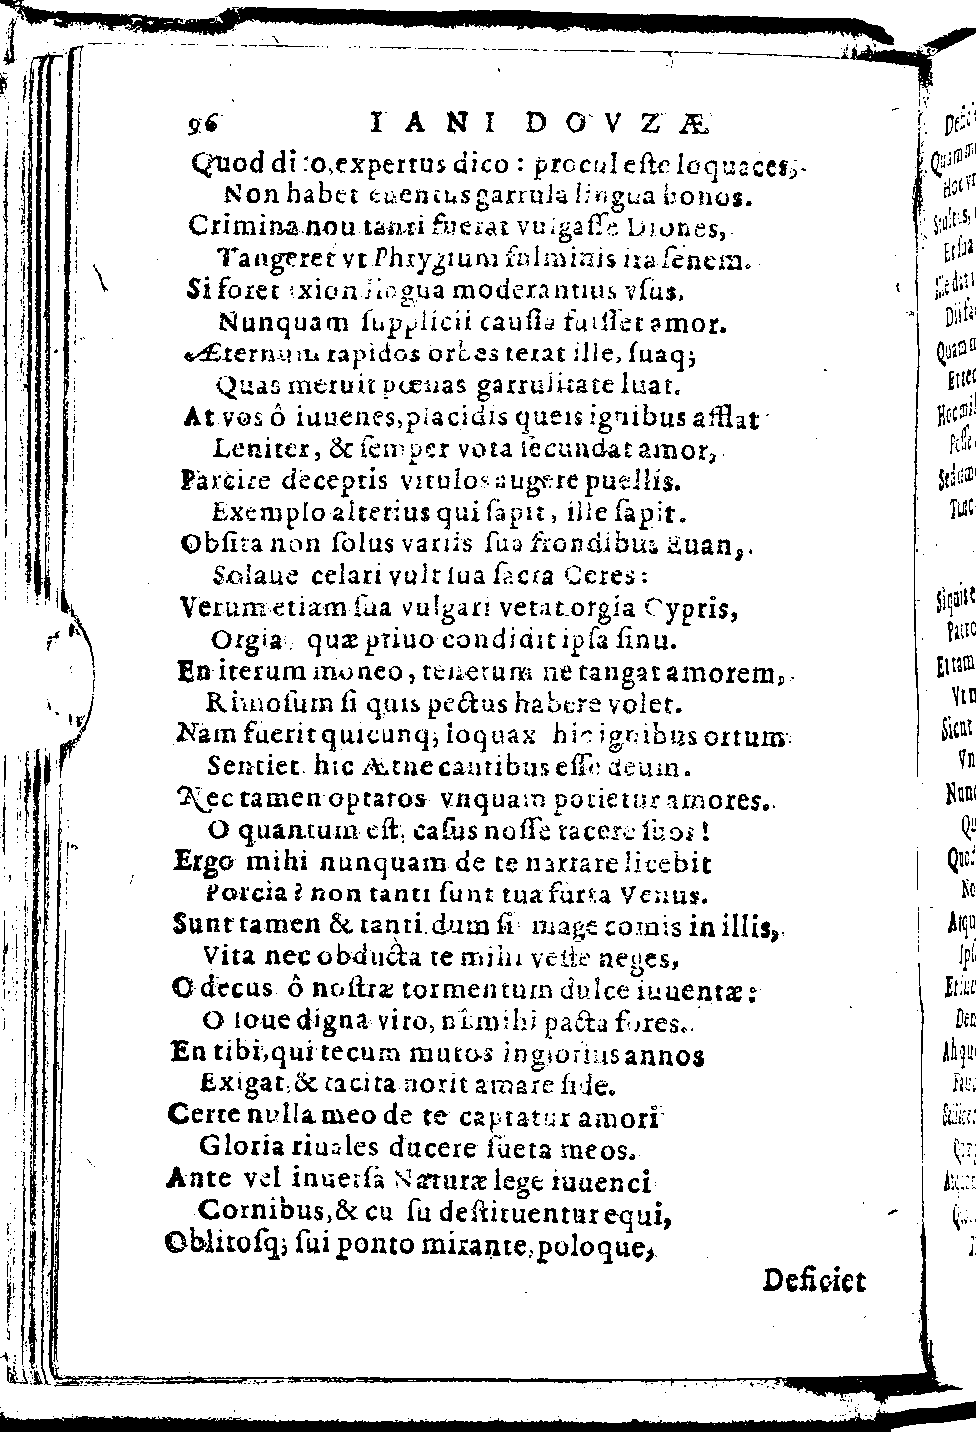 96 IANI DOVZÆ
Quod dico, expertus dico: procul este loquaces,
Non habet euentus garrula lingua bonos.
Crimina non tanti fuerat vulgasse Diones,
Tangeret vt Phrygium fulminis ira senem.
Si foret Ixion lingua moderantius vsus,
Nunquam supplicii caussa fuisset amor.
Æternum rapidos orbes terat ille, suaq;
Quas meruit pœnas garrulitate luat.
At vos ô iuuenes, placidis queis ignibus afflat
Leniter, & semper vota secundat amor,
Parcite deceptis vitulos augere puellis.
Exemplo alterius qui sapit, ille sapit.
Obsita non solus variis sua frondibus Euan,
Solaue celari vult sua sacra Ceres:
Verum etiam sua vulgari vetat orgia Cypris,
Orgia, quæ priuo condidit ipsa sinu.
En iterum moneo, tenerum ne tangat amorem,
Rimosum si quis pectus habere volet.
Nam fuerit quicunq; loquax hic ignibus ortum
Sentiet hic Ætne cautibus esse deum.
Nec tamen optatos vnquam potietur amores.
O quantum est, casus nosse tacere suos!
Ergo mihi nunquam de te narrare licebit
Porcia? non tanti sunt tua furta Venus.
Sunt tamen & tanti dum si mage comis in illis,
Vita nec obducta te mihi veste neges,
O decus ô nostræ tormentum dulce iuuentæ:
O Ioue digna viro, ni mihi pacta fores.
En tibi, qui tecum mutos inglorius annos
Exigat, & tacita norit amare fide.
Certe nulla meo de te captatur amori
Gloria riuales ducere sueta meos.
Ante vel inuersâ Naturæ lege iuuenci
Cornibus, & cu su destituentur equi,
Oblitosq; sui ponto mirante, poloque,
Deficiet